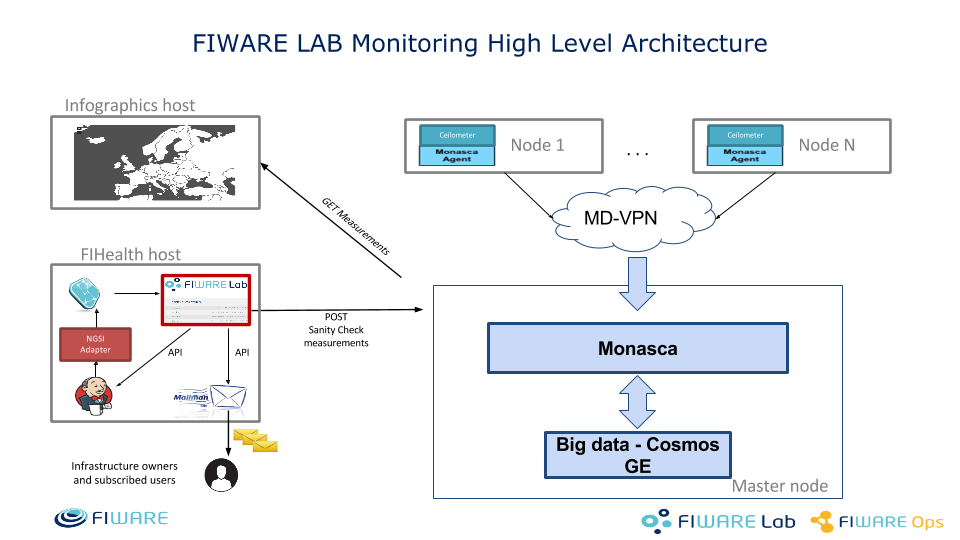 FIWARE LAB Monitoring High Level Architecture
Infographics host
Ceilometer
Monasca
Agent
Node 1
. . .
Ceilometer
Monasca
Agent
Node N
MD-VPN
GET Measurements
FIHealth host
FIWARE Lab
NGSI
Adapter
API
API
Mailman
POST
Sanity Check
measurements
Monasca
Big data - Cosmos
GE
Master node
Infrastructure owners
and subscribed users
FIWARE
FIWARE Lab
FIWARE Ops